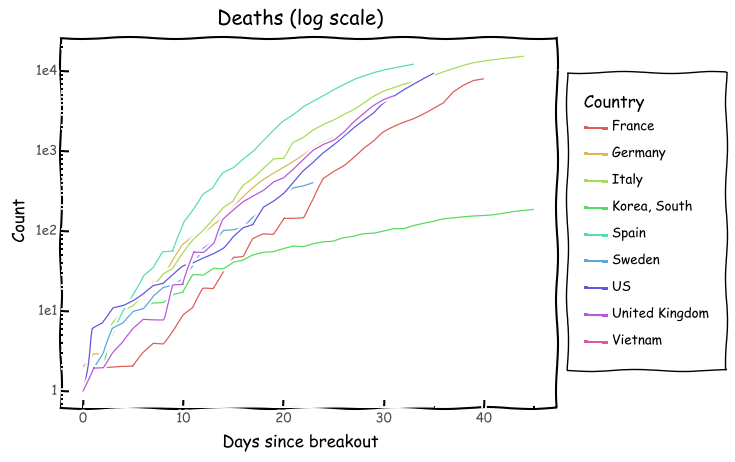 Deaths (log scale)
1e4
1e3
1e2
1e1
1
Count
0 10 20 30 40
Days since breakout
Country
France
Germany
Italy
Korea, South
Spain
Sweden
US
United Kingdom
Vietnam